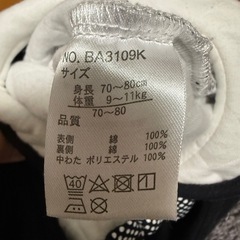 NO. BA3109K
サイズ
身長 70~80cm
体重 9~11kg
70~80
品質
表側 綿 100%
裏側 綿 100%
中わた ポリエステル 100%
40